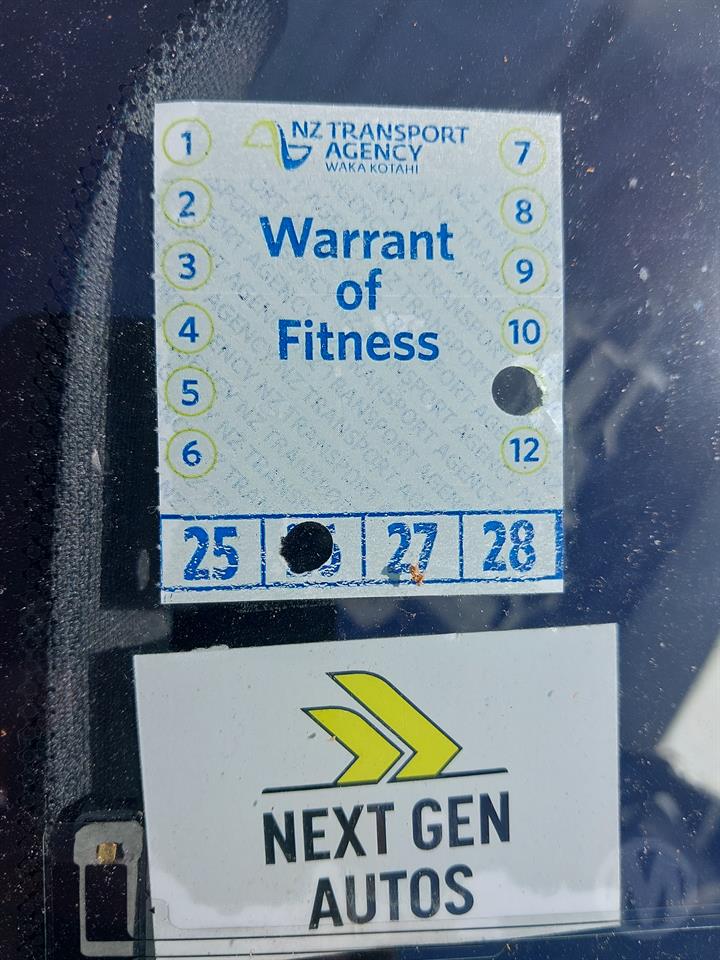 NZ TRANSPORT
AGENCY
WAKA KOTAHI
1
2
3
4
5
6
7
8
9
10
12
Warrant
of
Fitness
25
27
28
NEXT GEN
AUTOS